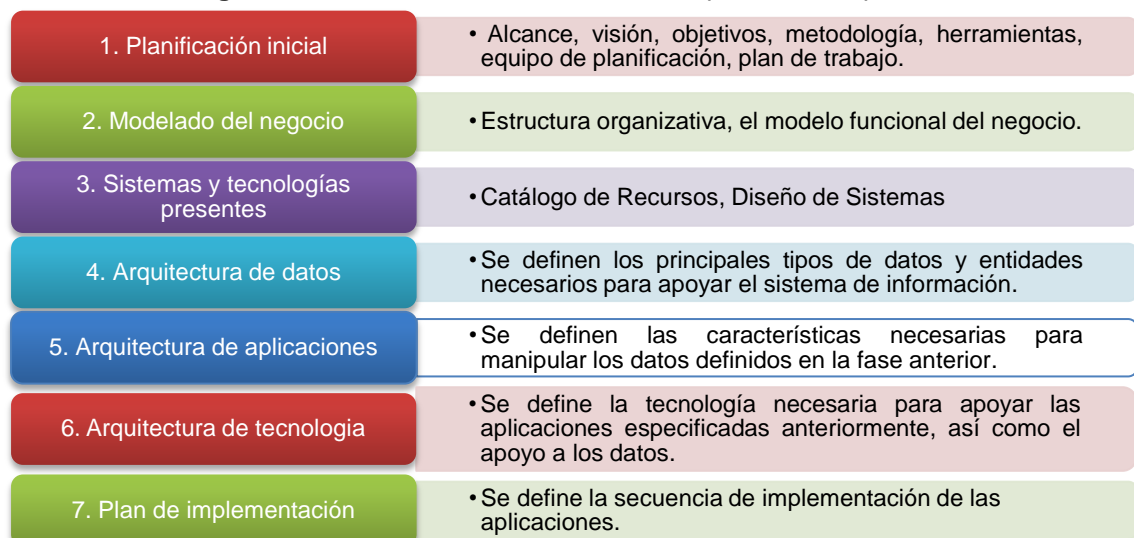 1. Planificación inicial
• Alcance, visión, objetivos, metodología, herramientas,
equipo de planificación, plan de trabajo.
2. Modelado del negocio
•Estructura organizativa, el modelo funcional del negocio.
3. Sistemas y tecnologías
presentes
•Catálogo de Recursos, Diseño de Sistemas
4. Arquitectura de datos
•Se definen los principales tipos de datos y entidades
necesarios para apoyar el sistema de información.
5. Arquitectura de aplicaciones
•Se definen las características necesarias para
manipular los datos definidos en la fase anterior.
6. Arquitectura de tecnologia
•Se define la tecnología necesaria para apoyar las
aplicaciones especificadas anteriormente, así como el
apoyo a los datos.
7. Plan de implementación
•Se define la secuencia de implementación de las
aplicaciones.